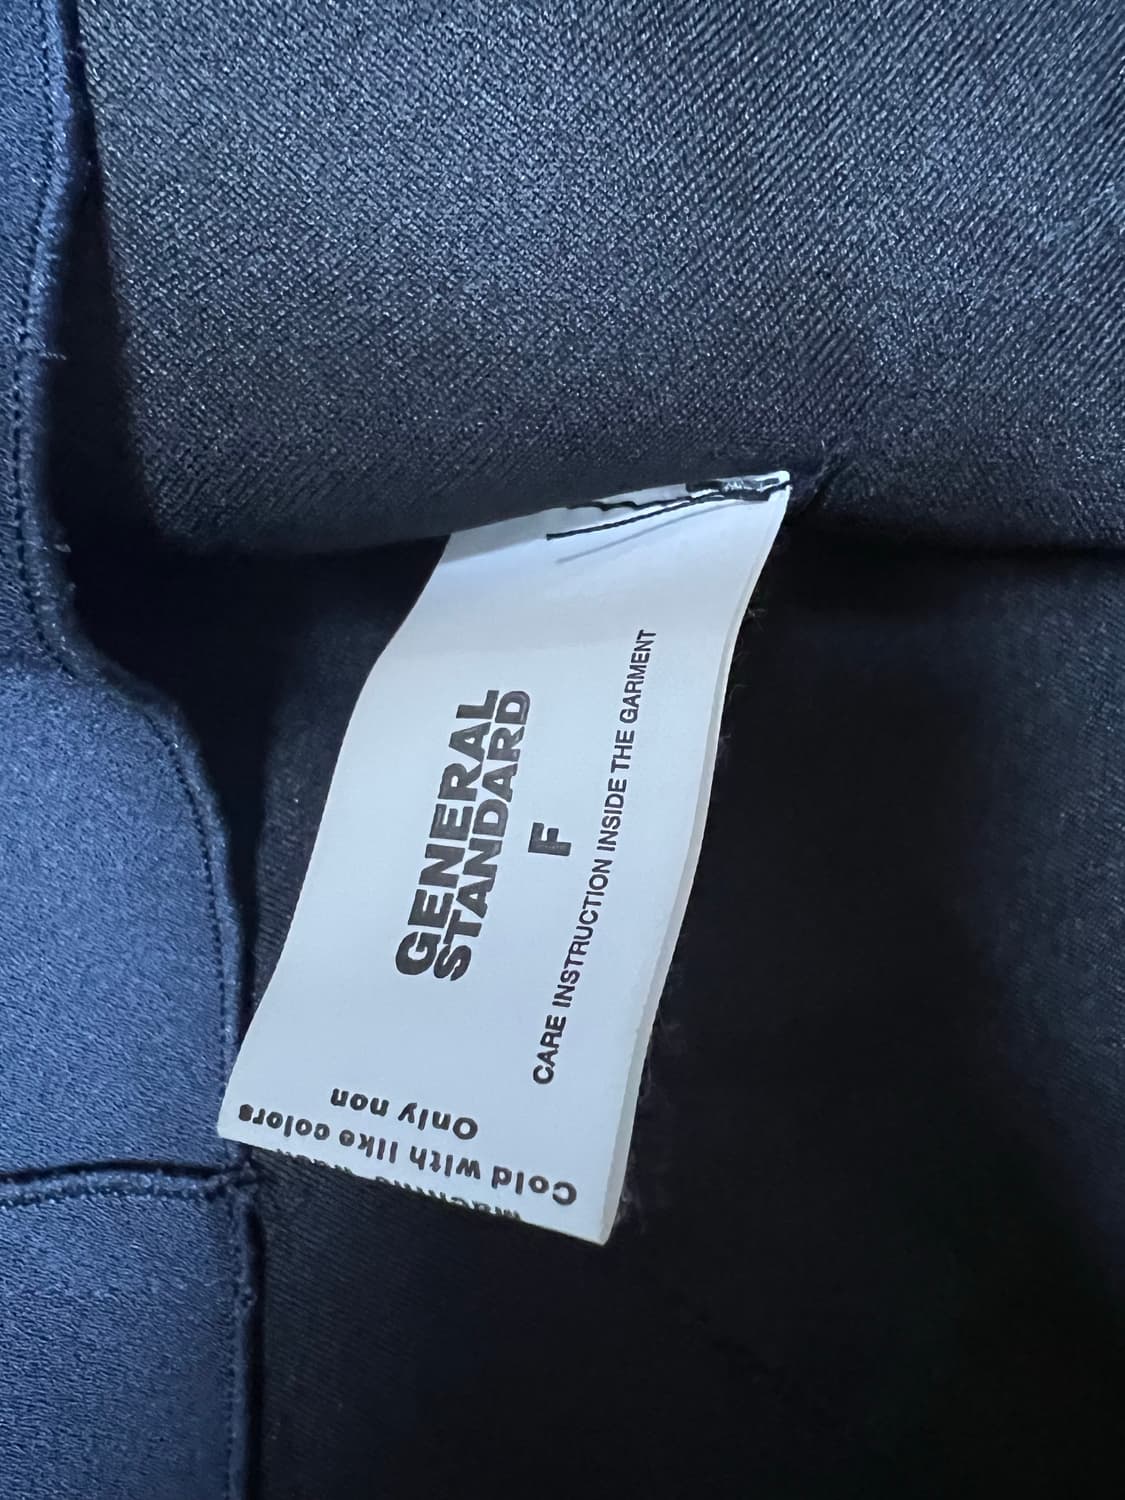 GENERAL
STANDARD
F
CARE INSTRUCTION INSIDE THE GARMENT
Cold with like colors
Only non